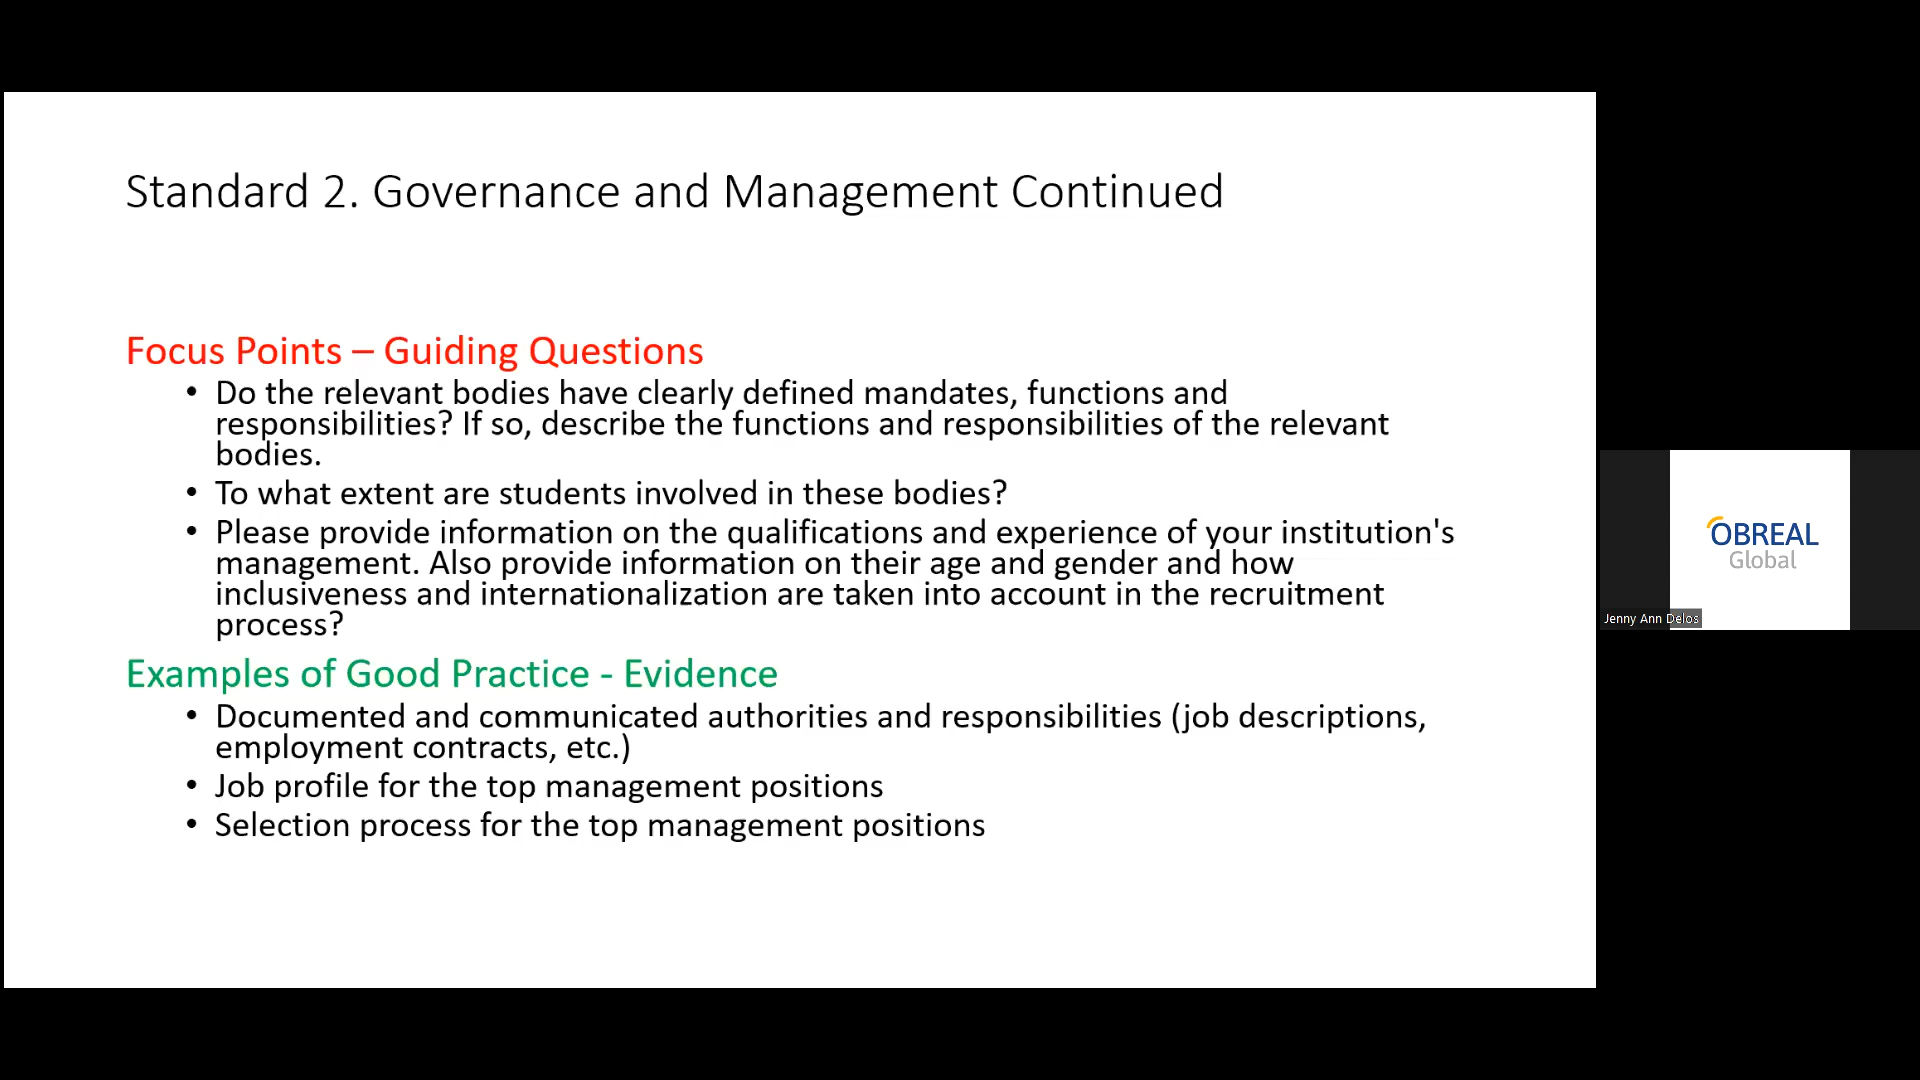 Standard 2. Governance and Management Continued
Focus Points – Guiding Questions
• Do the relevant bodies have clearly defined mandates, functions and
responsibilities? If so, describe the functions and responsibilities of the relevant
bodies.
• To what extent are students involved in these bodies?
• Please provide information on the qualifications and experience of your institution's
management. Also provide information on their age and gender and how
inclusiveness and internationalization are taken into account in the recruitment
process?
Examples of Good Practice - Evidence
• Documented and communicated authorities and responsibilities (job descriptions,
employment contracts, etc.)
• Job profile for the top management positions
• Selection process for the top management positions
OBREAL
Global
Jenny Ann Delos